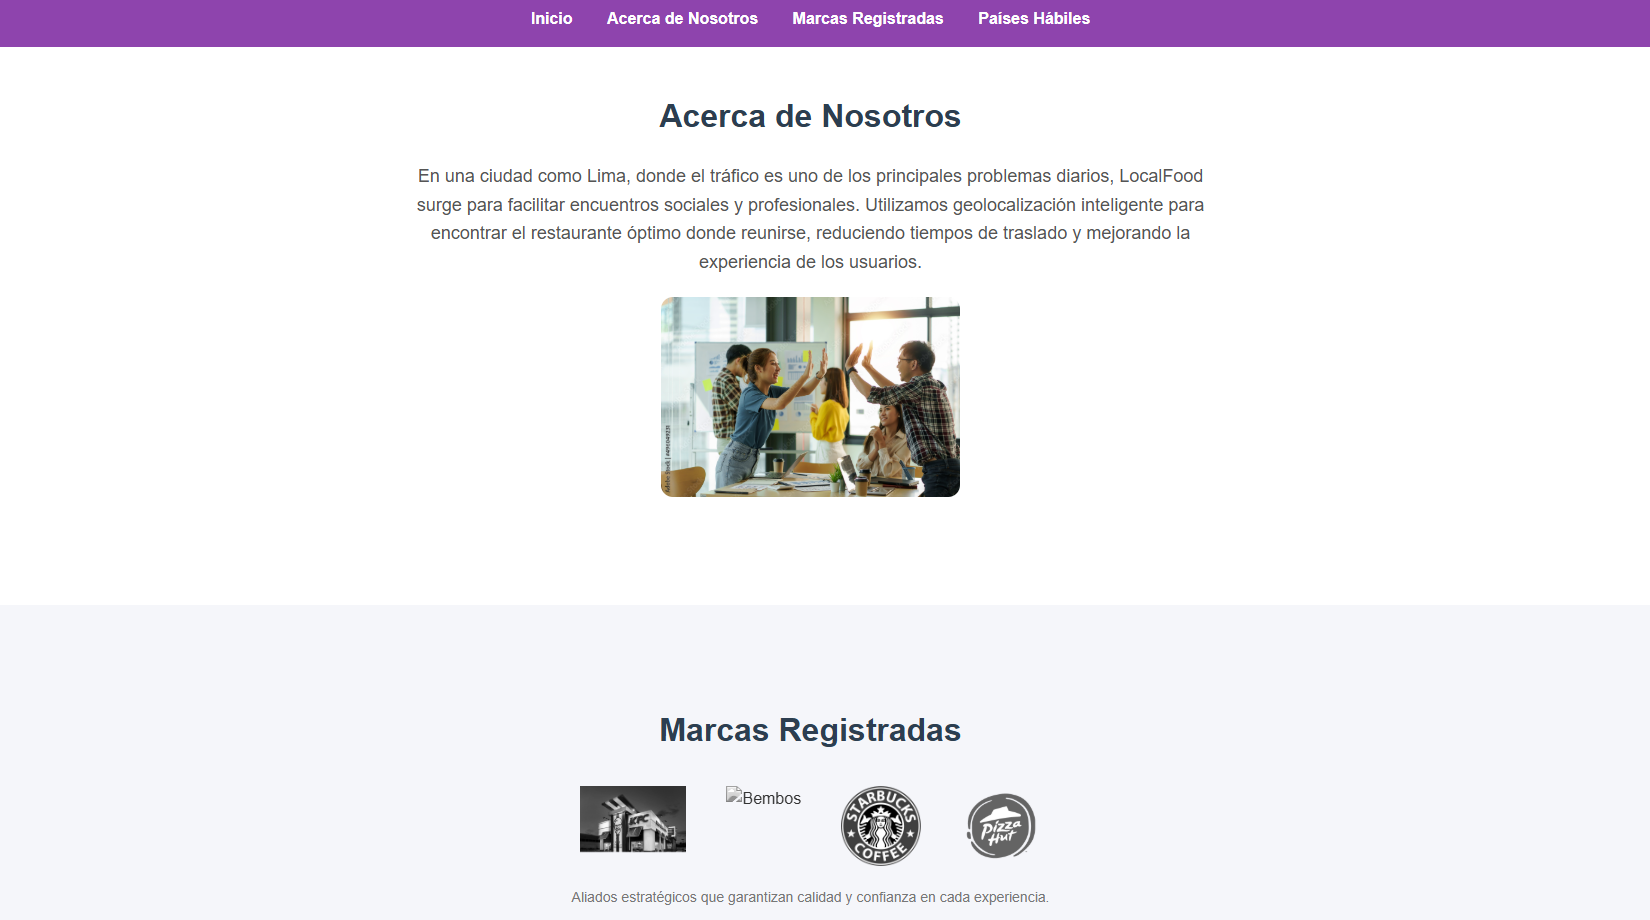 Inicio Acerca de Nosotros Marcas Registradas Países Hábiles
Acerca de Nosotros
En una ciudad como Lima, donde el tráfico es uno de los principales problemas diarios, LocalFood
surge para facilitar encuentros sociales y profesionales. Utilizamos geolocalización inteligente para
encontrar el restaurante óptimo donde reunirse, reduciendo tiempos de traslado y mejorando la
experiencia de los usuarios.
Marcas Registradas
Bembos
STARBUCKS
COFFEE
Pizza
Hut
Aliados estratégicos que garantizan calidad y confianza en cada experiencia.